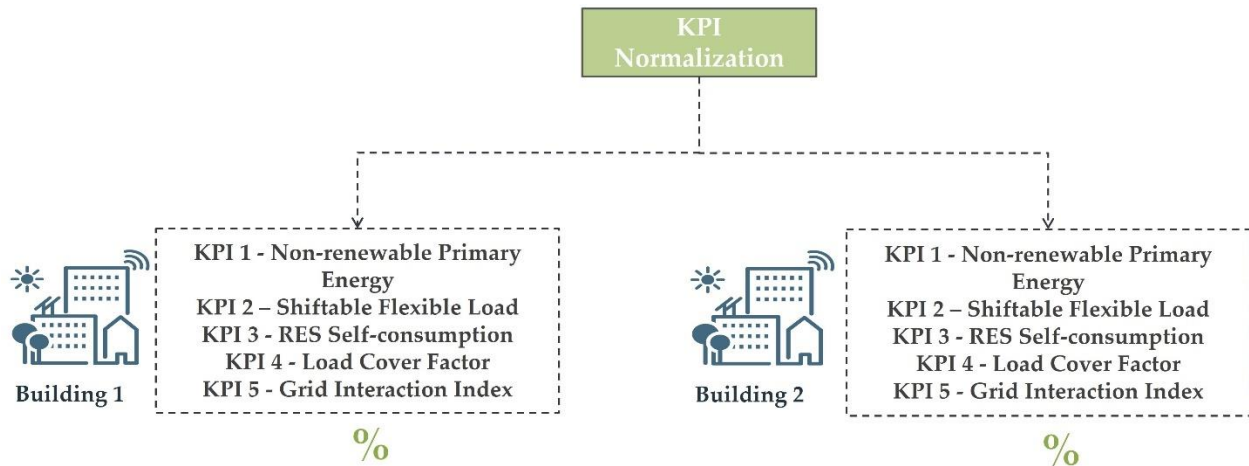 KPI
Normalization
KPI 1 - Non-renewable Primary
Energy
KPI 2 – Shiftable Flexible Load
KPI 3 - RES Self-consumption
KPI 4 - Load Cover Factor
KPI 5 - Grid Interaction Index
Building 1
%
KPI 1 - Non-renewable Primary
Energy
KPI 2 – Shiftable Flexible Load
KPI 3 - RES Self-consumption
KPI 4 - Load Cover Factor
KPI 5 - Grid Interaction Index
Building 2
%